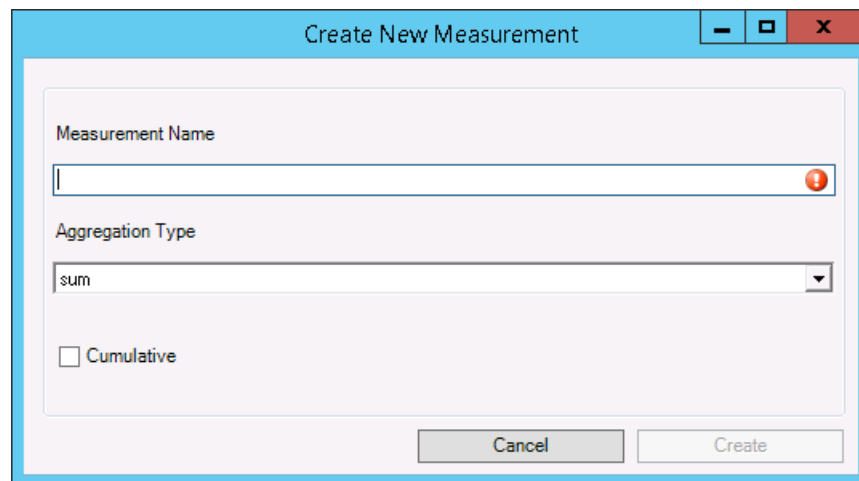 Create New Measurement
Measurement Name
Aggregation Type
sum
Cumulative
Cancel
Create